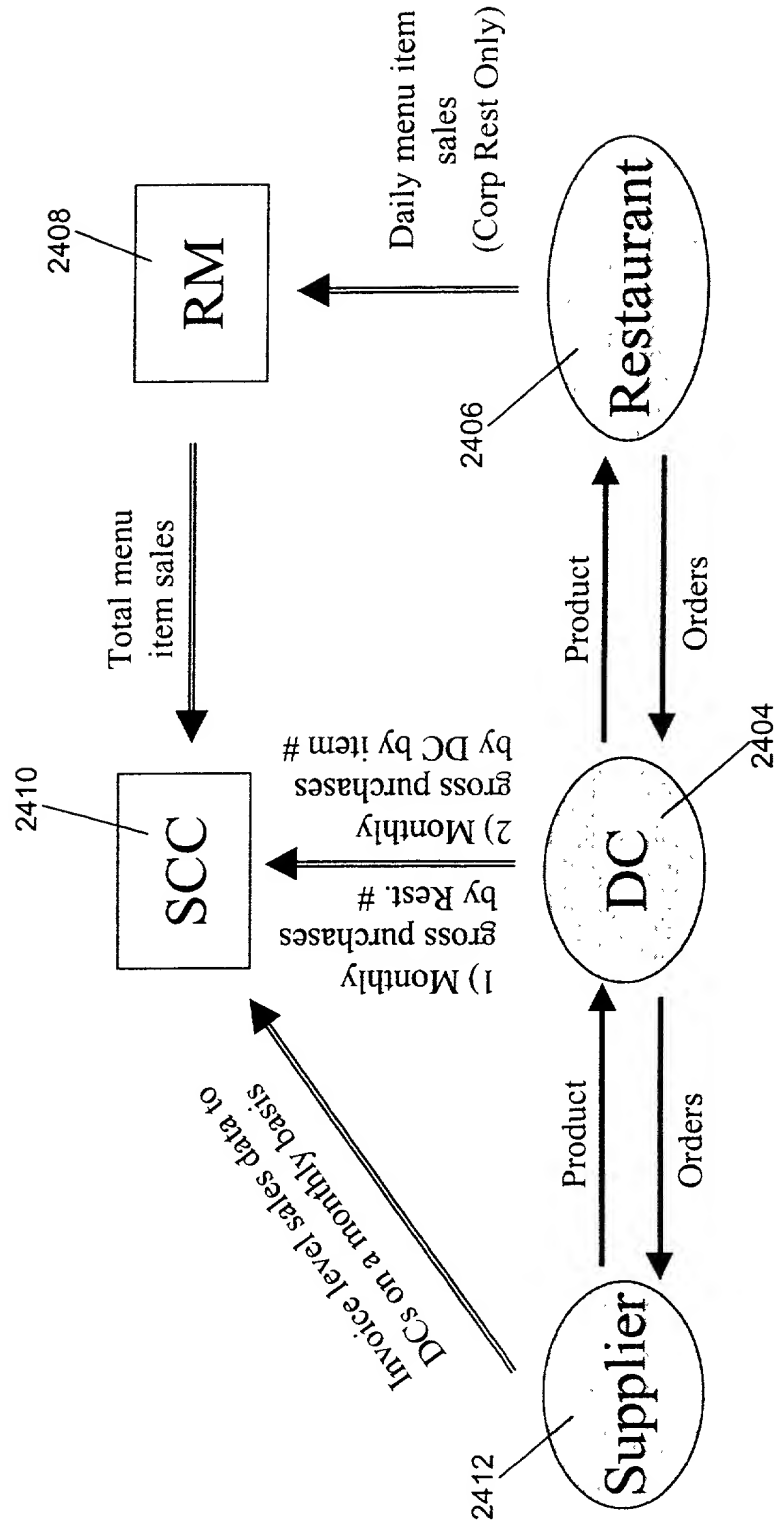 2408
RM
Daily menu item
sales
(Corp Rest Only)
2406
Restaurant
Total menu
item sales
2410
SCC
Product
Orders
1) Monthly
gross purchases
by Rest. #
2) Monthly
gross purchases
by DC by item #
2404
DC
Invoice level sales data to
DCs on a monthly basis
Product
Orders
2412
Supplier